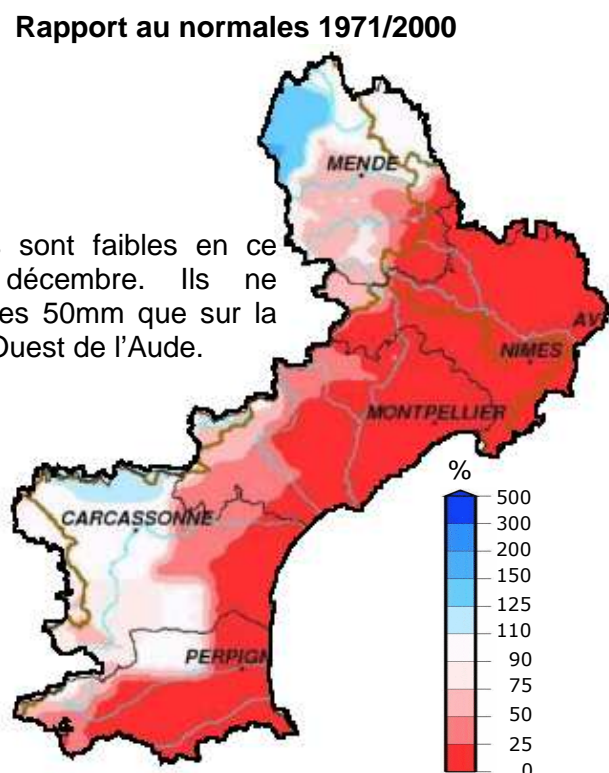 Rapport au normales 1971/2000
MENDE
sont faibles en ce
décembre. Ils ne
50mm que sur la
Ouest de l'Aude.
NIMES
MONTPELLIER
%
500
300
200
150
125
110
90
75
50
25
0
CARCASSONNE